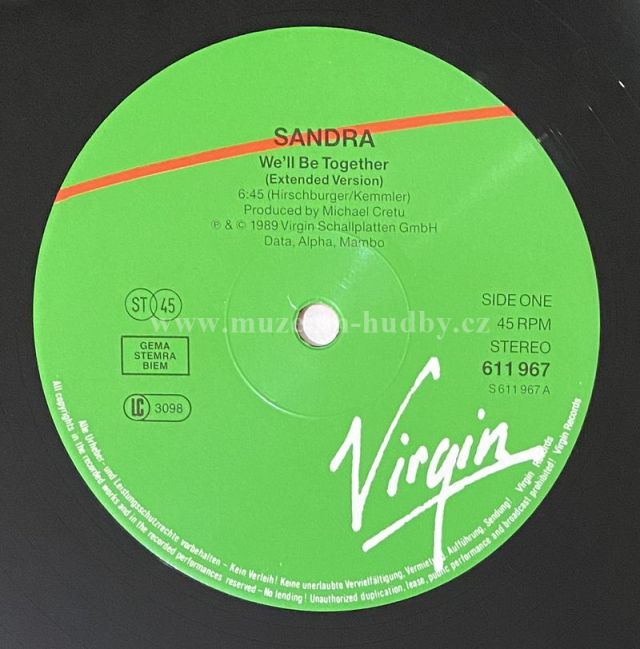 SANDRA
We'll Be Together
(Extended Version)
6:45 (Hirschburger/Kemmler)
Produced by Michael Cretu
℗ & © 1989 Virgin Schallplatten GmbH
Data, Alpha, Mambo
ST 45
GEMA
STEMRA
BIEM
LC 3098
SIDE ONE
45 RPM
STEREO
611 967
S 611 967 A
www.muzeum-hudby.cz
Virgin
Alle Urheber- und Leistungsschutzrechte vorbehalten – Kein Verleih! Keine unerlaubte Vervielfältigung, Vermietung, Aufführung, Sendung! Virgin Records
All copyrights in the recorded works and in the recorded performances reserved – No lending! Unauthorized duplication, lease, public performance and broadcast prohibited! Virgin Records